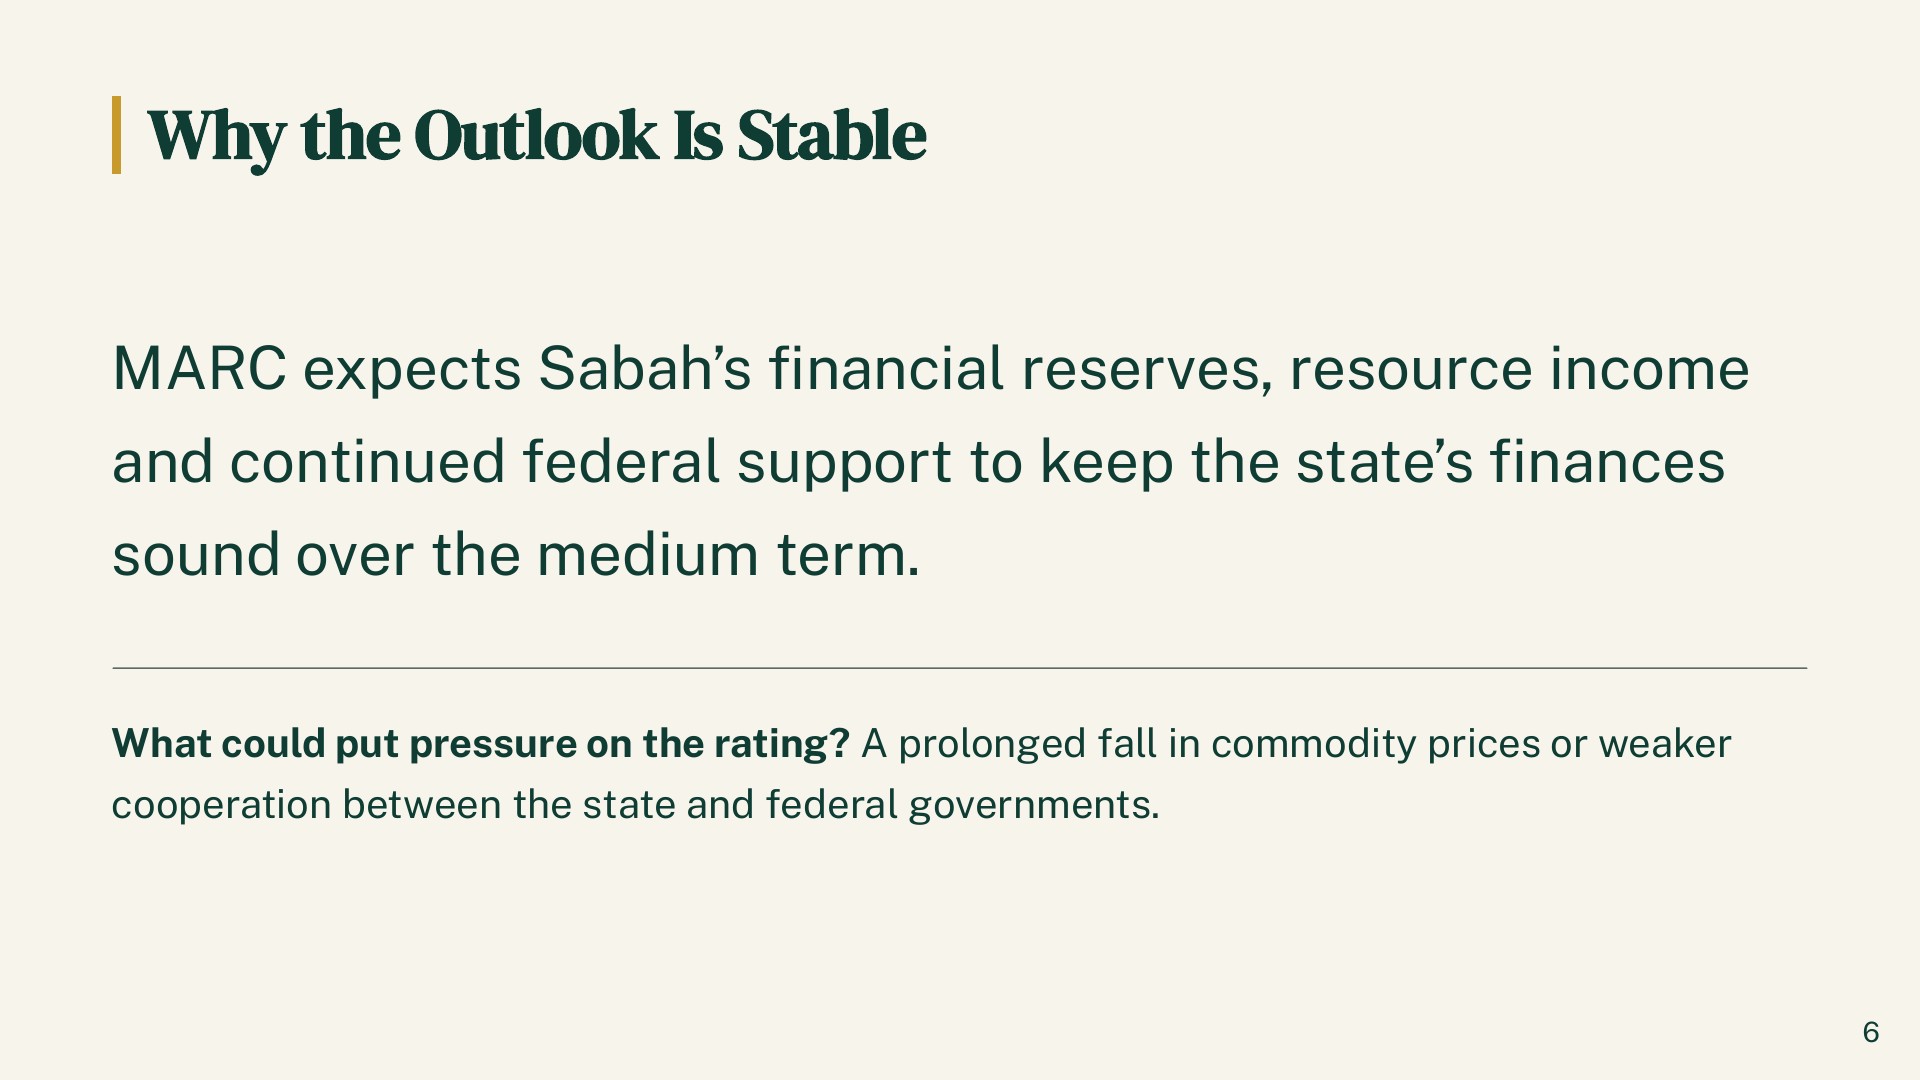 Why the Outlook Is Stable
MARC expects Sabah’s financial reserves, resource income
and continued federal support to keep the state’s finances
sound over the medium term.
What could put pressure on the rating? A prolonged fall in commodity prices or weaker
cooperation between the state and federal governments.
6